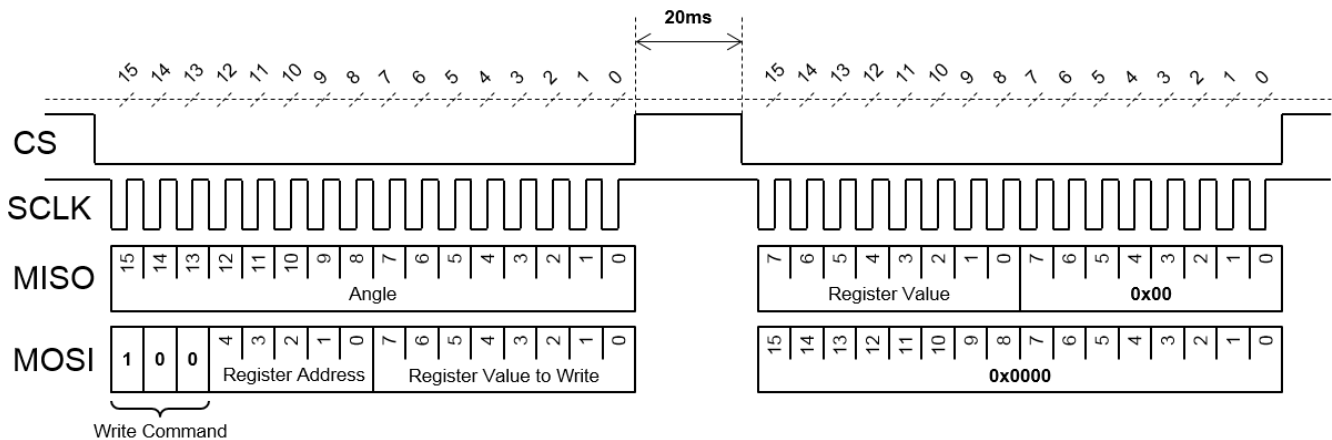 20ms
15 14 13 12 11 10 9 8 7 6 5 4 3 2 1 0 15 14 13 12 11 10 9 8 7 6 5 4 3 2 1 0
CS
SCLK
MISO 15 14 13 12 11 10 9 8 7 6 5 4 3 2 1 0 7 6 5 4 3 2 1 0 7 6 5 4 3 2 1 0
Angle Register Value 0x00
MOSI 1 0 0 4 3 2 1 0 7 6 5 4 3 2 1 0 15 14 13 12 11 10 9 8 7 6 5 4 3 2 1 0
Register Address Register Value to Write 0x0000
Write Command